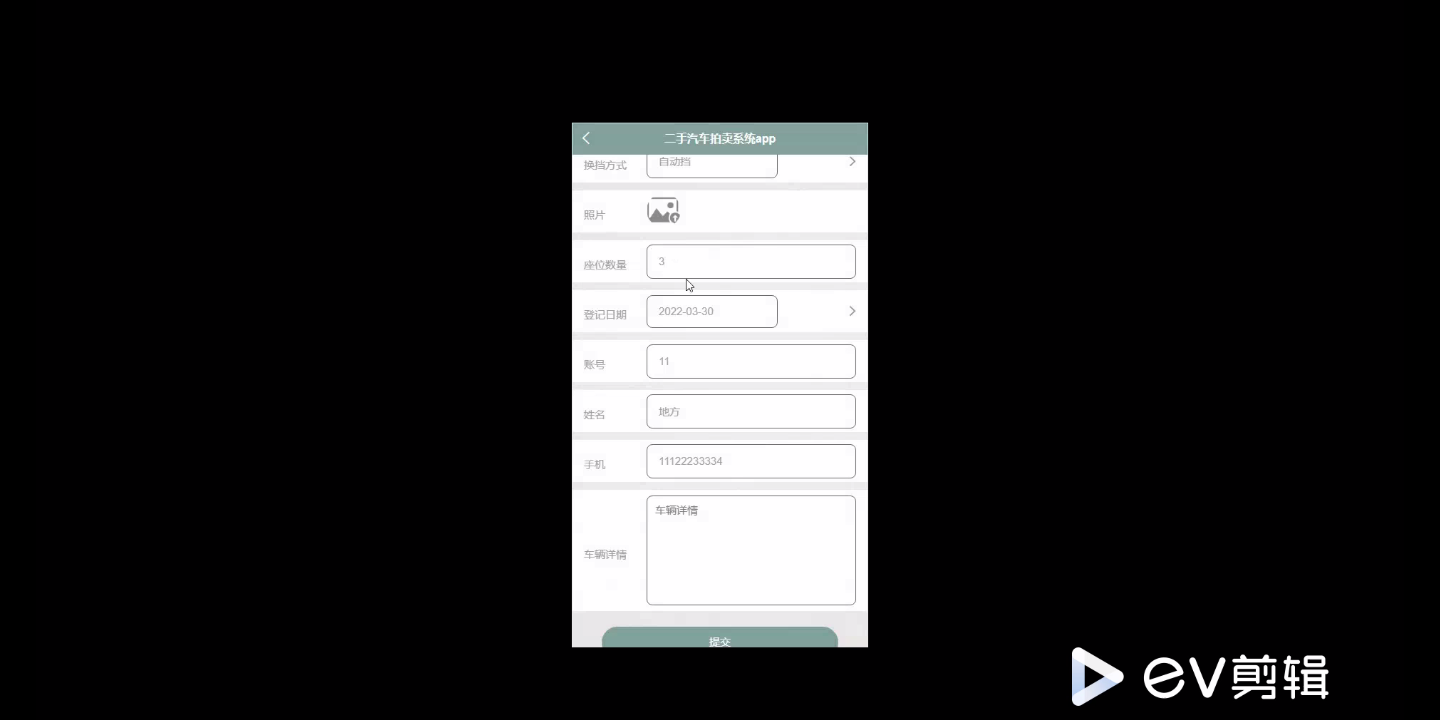 二手汽车拍卖系统app
换挡方式 自动挡
照片
座位数量 3
登记日期 2022-03-30
账号 11
姓名 地方
手机 11122233334
车辆详情 车辆详情
提交
ev剪辑